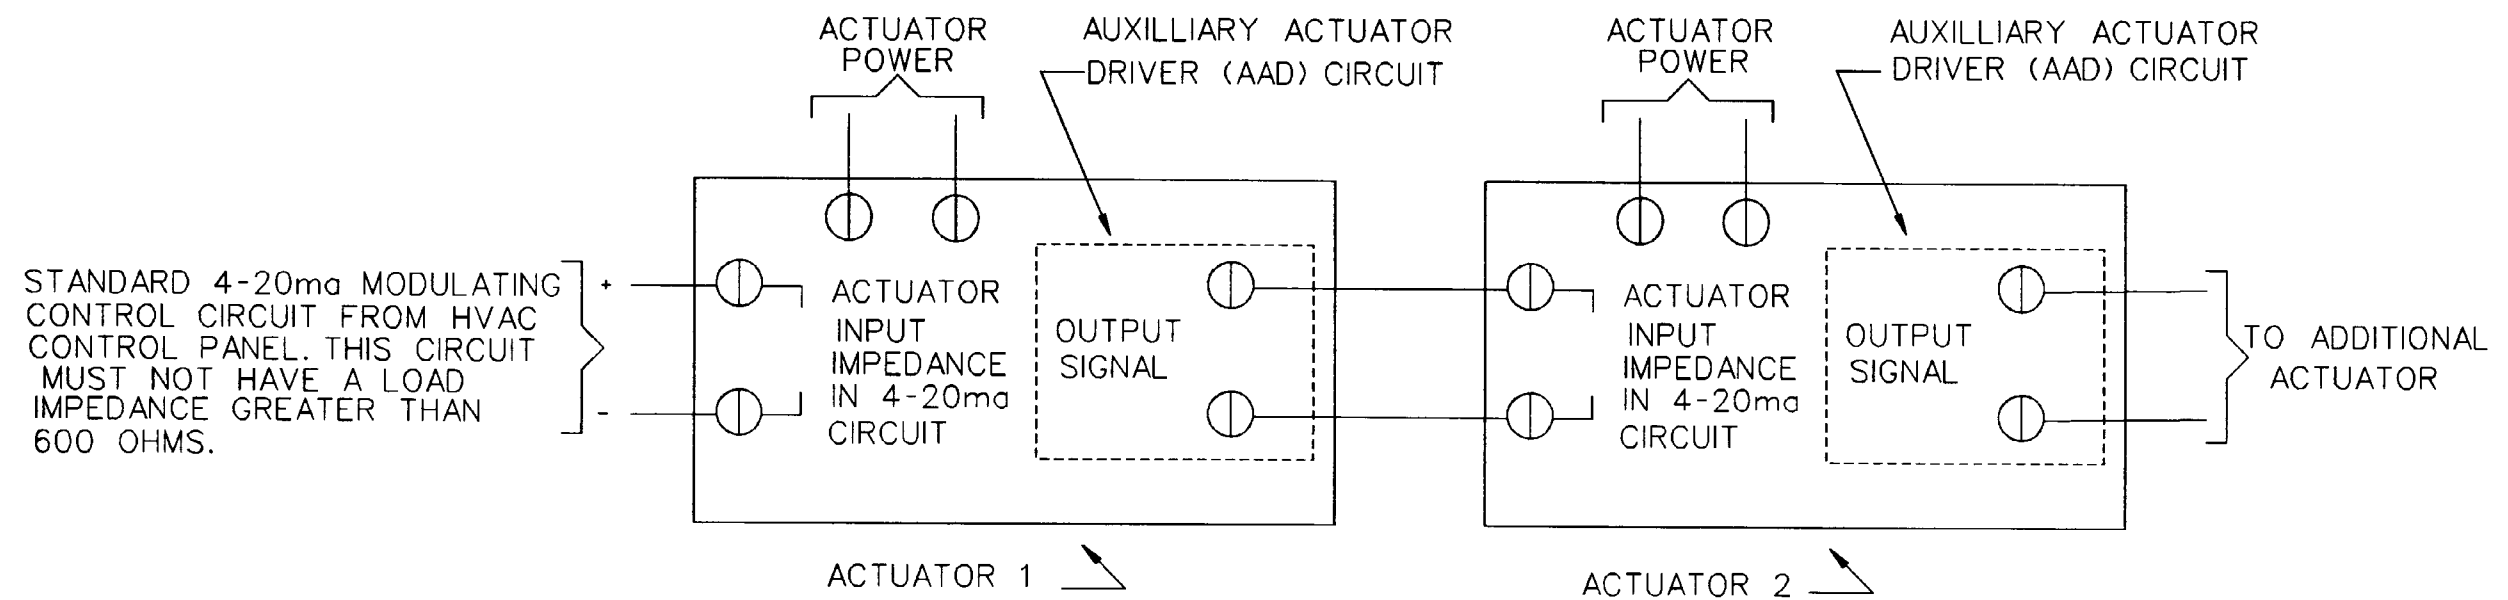 ACTUATOR
POWER
AUXILLIARY ACTUATOR
DRIVER (AAD) CIRCUIT
ACTUATOR
POWER
AUXILLIARY ACTUATOR
DRIVER (AAD) CIRCUIT
STANDARD 4-20ma MODULATING
CONTROL CIRCUIT FROM HVAC
CONTROL PANEL. THIS CIRCUIT
MUST NOT HAVE A LOAD
IMPEDANCE GREATER THAN
600 OHMS.
+
-
ACTUATOR
INPUT
IMPEDANCE
IN 4-20ma
CIRCUIT
OUTPUT
SIGNAL
ACTUATOR
INPUT
IMPEDANCE
IN 4-20ma
CIRCUIT
OUTPUT
SIGNAL
TO ADDITIONAL
ACTUATOR
ACTUATOR 1
ACTUATOR 2